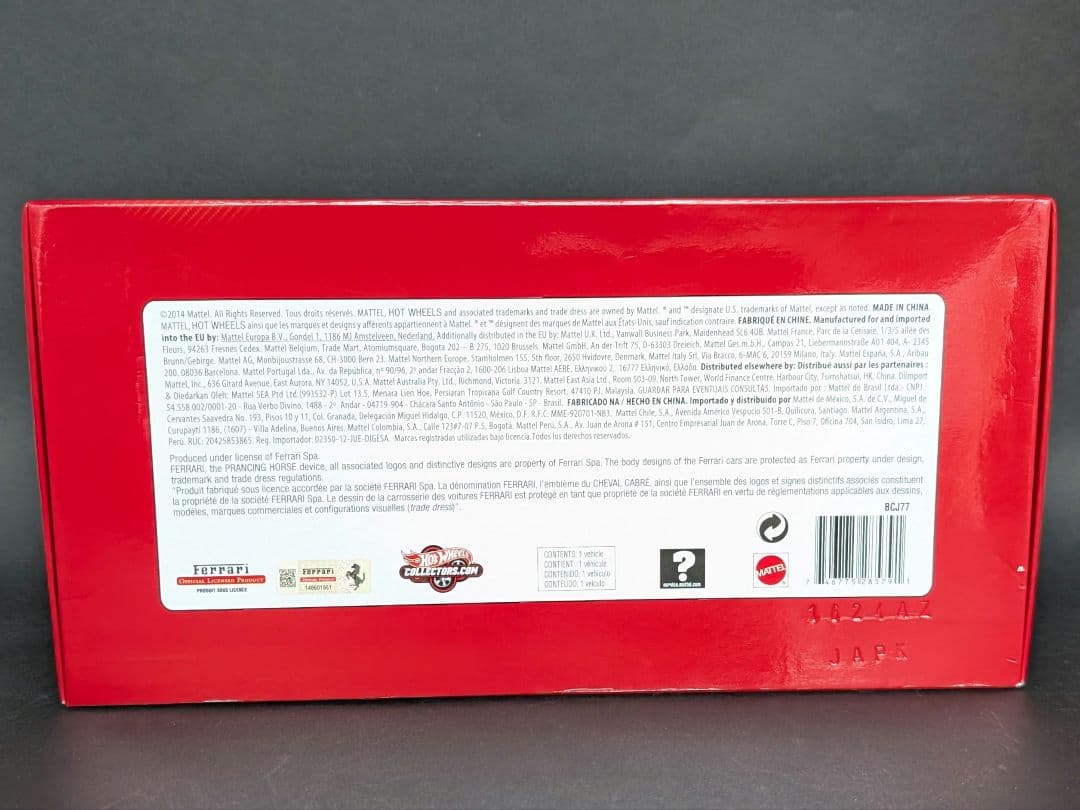 ©2014 Mattel. All Rights Reserved. Tous droits réservés. MATTEL, HOT WHEELS and associated trademarks and trade dress are owned by Mattel. ® and ™ designate U.S. trademarks of Mattel, except as noted. MADE IN CHINA
MATTEL, HOT WHEELS ainsi que les marques et designs y afférents appartiennent à Mattel. ® et ™ désignent des marques de Mattel aux États-Unis, sauf indication contraire. FABRIQUÉ EN CHINE. Manufactured for and imported
into the EU by: Mattel Europa B.V., Gondel 1, 1186 MJ Amstelveen, Nederland. Additionally distributed in the EU by: Mattel U.K. Ltd., Vanwall Business Park, Maidenhead SL6 4UB. Mattel France, Parc de la Cerisaie, 1/3/5 allée des
Fleurs, 94263 Fresnes Cedex. Mattel Belgium, Trade Mart, Atomiumsquare, Bogota 202 – B 275, 1020 Brussels. Mattel GmbH, An der Trift 75, D-63303 Dreieich. Mattel Ges.m.b.H., Campus 21, Liebermannstraße A01 404, A- 2345
Brunn/Gebirge. Mattel AG, Monbijoustrasse 68, CH-3000 Bern 23. Mattel Northern Europe, Stamholmen 155, 5th floor, 2650 Hvidovre, Denmark. Mattel Italy Srl, Via Bracco, 6-MAC 6, 20159 Milano, Italy. Mattel España, S.A., Aribau
200. 08036 Barcelona. Mattel Portugal Lda., Av. da República, nº 90/96, 2º andar Fracção 2, 1600-206 Lisboa Mattel AEBE, Ελληνικού 2, 16777 Ελληνικό, Ελλάδα. Distributed elsewhere by: Distribué aussi par les partenaires :
Mattel, Inc., 636 Girard Avenue, East Aurora, NY 14052, U.S.A. Mattel Australia Pty. Ltd., Richmond, Victoria. 3121. Mattel East Asia Ltd., Room 503-09, North Tower, World Finance Centre, Harbour City, Tsimshatsui, HK, China. Diimport
& Diedarkan Oleh: Mattel SEA Ptd Ltd.(993532-P) Lot 13.5, Menara Lien Hoe, Persiaran Tropicana Golf Country Resort, 47410 PJ. Malaysia. GUARDAR PARA EVENTUAIS CONSULTAS. Importado por : Mattel do Brasil Ltda.- CNPJ :
54.558.002/0001-20 - Rua Verbo Divino, 1488 - 2º. Andar - 04719-904 - Chácara Santo Antônio - São Paulo - SP - Brasil. FABRICADO NA / HECHO EN CHINA. Importado y distribuido por Mattel de México, S.A. de C.V., Miguel de
Cervantes Saavedra No. 193, Pisos 10 y 11, Col. Granada, Delegación Miguel Hidalgo, C.P. 11520, México, D.F. R.F.C. MME-920701-NB3. Mattel Chile, S.A., Avenida Américo Vespucio 501-B, Quilicura, Santiago. Mattel Argentina, S.A.,
Curupaytí 1186, (1607) - Villa Adelina, Buenos Aires. Mattel Colombia, S.A., Calle 123#7-07 P.5, Bogotá. Mattel Perú, S.A., Av. Juan de Arona # 151, Centro Empresarial Juan de Arona, Torre C, Piso 7, Oficina 704, San Isidro, Lima 27,
Perú. RUC: 20425853865. Reg. Importador: 02350-12-JUE-DIGESA. Marcas registradas utilizadas bajo licencia.Todos los derechos reservados.
Produced under license of Ferrari Spa.
FERRARI, the PRANCING HORSE device, all associated logos and distinctive designs are property of Ferrari Spa. The body designs of the Ferrari cars are protected as Ferrari property under design,
trademark and trade dress regulations.
"Produit fabriqué sous licence accordée par la société FERRARI Spa. La dénomination FERRARI, l'emblème du CHEVAL CABRÉ, ainsi que l'ensemble des logos et signes distinctifs associés constituent
la propriété de la société FERRARI Spa. Le dessin de la carrosserie des voitures FERRARI est protégé en tant que propriété de la société FERRARI en vertu de réglementations applicables aux dessins,
modèles, marques commerciales et configurations visuelles (trade dress)".
BCJ77
Ferrari
OFFICIAL LICENSED PRODUCT
PRODUIT SOUS LICENCE
Ferrari
HOT WHEELS
COLLECTORS.COM
CONTENTS: 1 vehicle
CONTIENT : 1 véhicule
CONTENIDO: 1 vehículo
CONTEÚDO: 1 veículo
?
service.mattel.com
MATTEL
1624AZ
JAPK